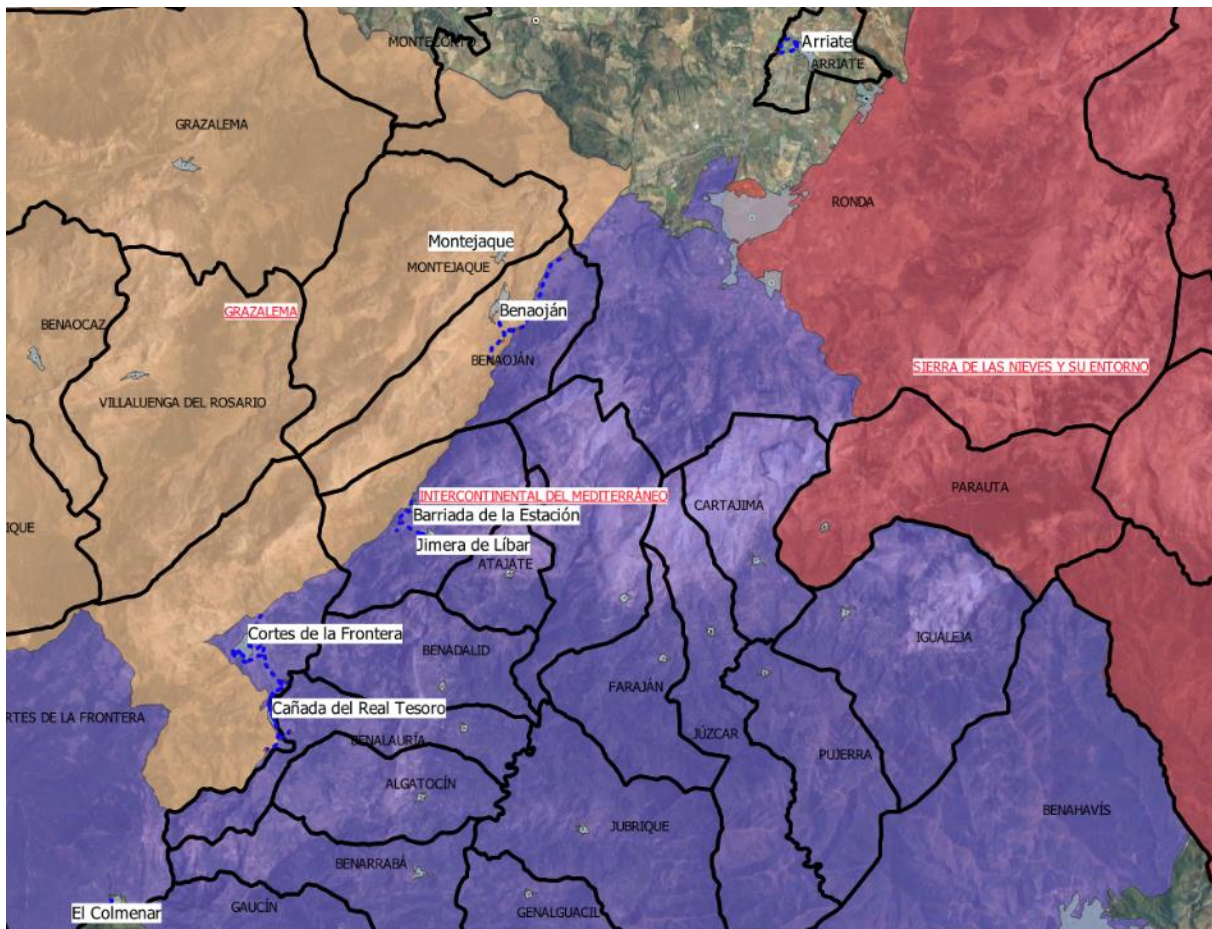 MONTECORTO
Arriate
ARRIATE
GRAZALEMA
RONDA
Montejaque
MONTEJAQUE
GRAZALEMA
Benaoján
BENAOCAZ
BENAOJÁN
SIERRA DE LAS NIEVES Y SU ENTORNO
VILLALUENGA DEL ROSARIO
INTERCONTINENTAL DEL MEDITERRÁNEO
PARAUTA
CARTAJIMA
Barriada de la Estación
IQUE
Jimera de Líbar
ATAJATE
Cortes de la Frontera
IGUALEJA
BENADALID
FARAJÁN
Cañada del Real Tesoro
RTES DE LA FRONTERA
JÚZCAR
BENALAURÍA
PUJERRA
ALGATOCÍN
BENAHAVÍS
JUBRIQUE
BENARRABÁ
GAUCÍN
El Colmenar
GENALGUACIL